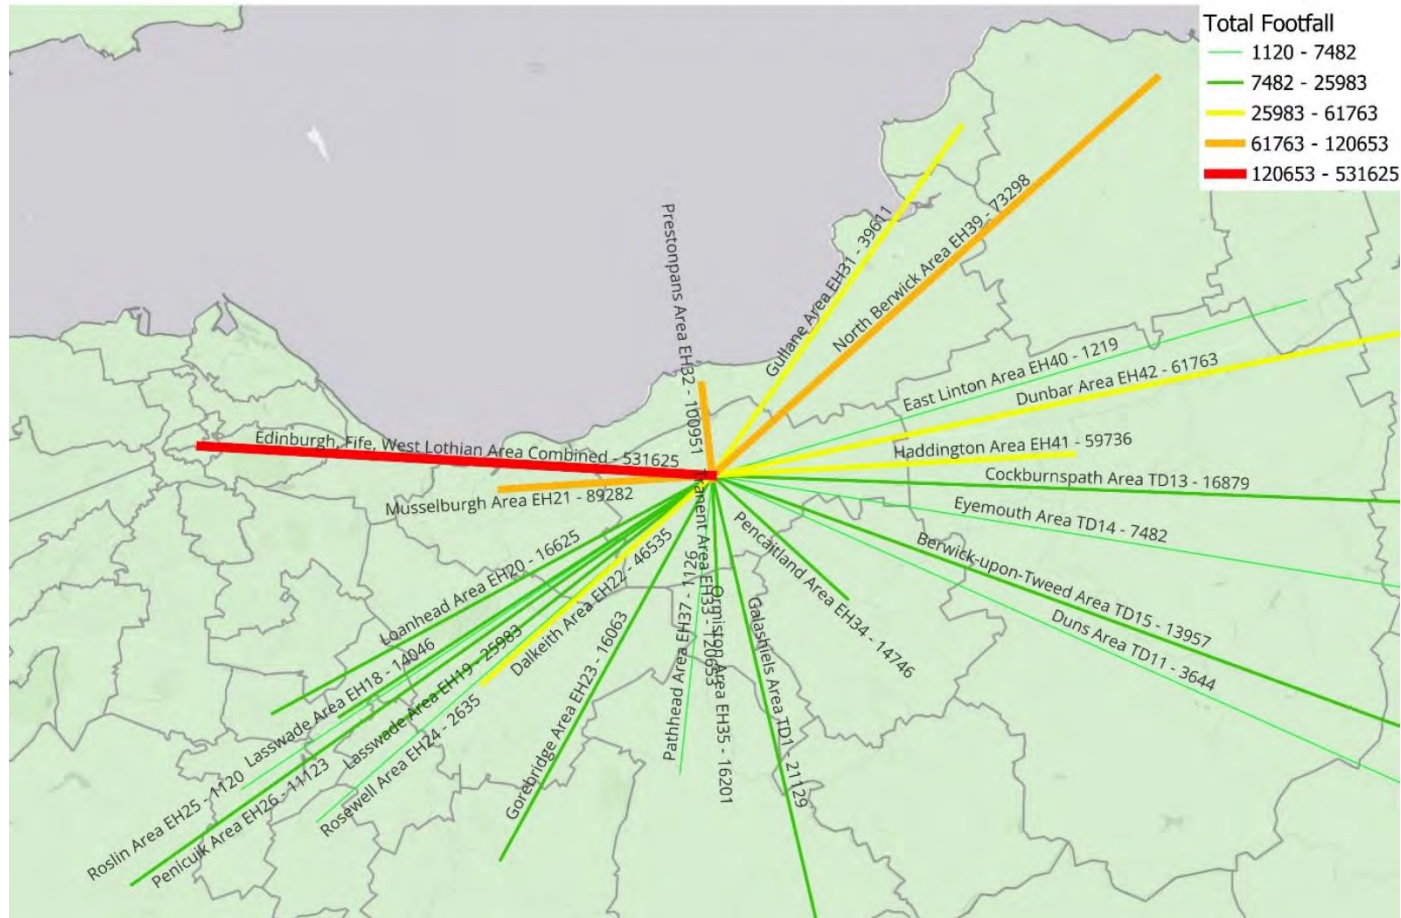 Total Footfall
1120 - 7482
7482 - 25983
25983 - 61763
61763 - 120653
120653 - 531625
Prestonpans Area EH32 - 100951
Gullane Area EH31 - 39611
North Berwick Area EH39 - 73298
East Linton Area EH40 - 1219
Dunbar Area EH42 - 61763
Haddington Area EH41 - 59736
Edinburgh, Fife, West Lothian Area Combined - 531625
Musselburgh Area EH21 - 89282
Cockburnspath Area TD13 - 16879
Eyemouth Area TD14 - 7482
Berwick-upon-Tweed Area TD15 - 13957
Duns Area TD11 - 3644
Pencaitland Area EH34 - 14746
Galashiels Area TD1 - 21129
Ormiston Area EH35 - 16201
Tranent Area EH33 - 120653
Pathhead Area EH37 - 1726
Gorebridge Area EH23 - 16063
Dalkeith Area EH22 - 46535
Rosewell Area EH24 - 2635
Lasswade Area EH19 - 25983
Lasswade Area EH18 - 14046
Loanhead Area EH20 - 16625
Roslin Area EH25 - 1120
Penicuik Area EH26 - 11123